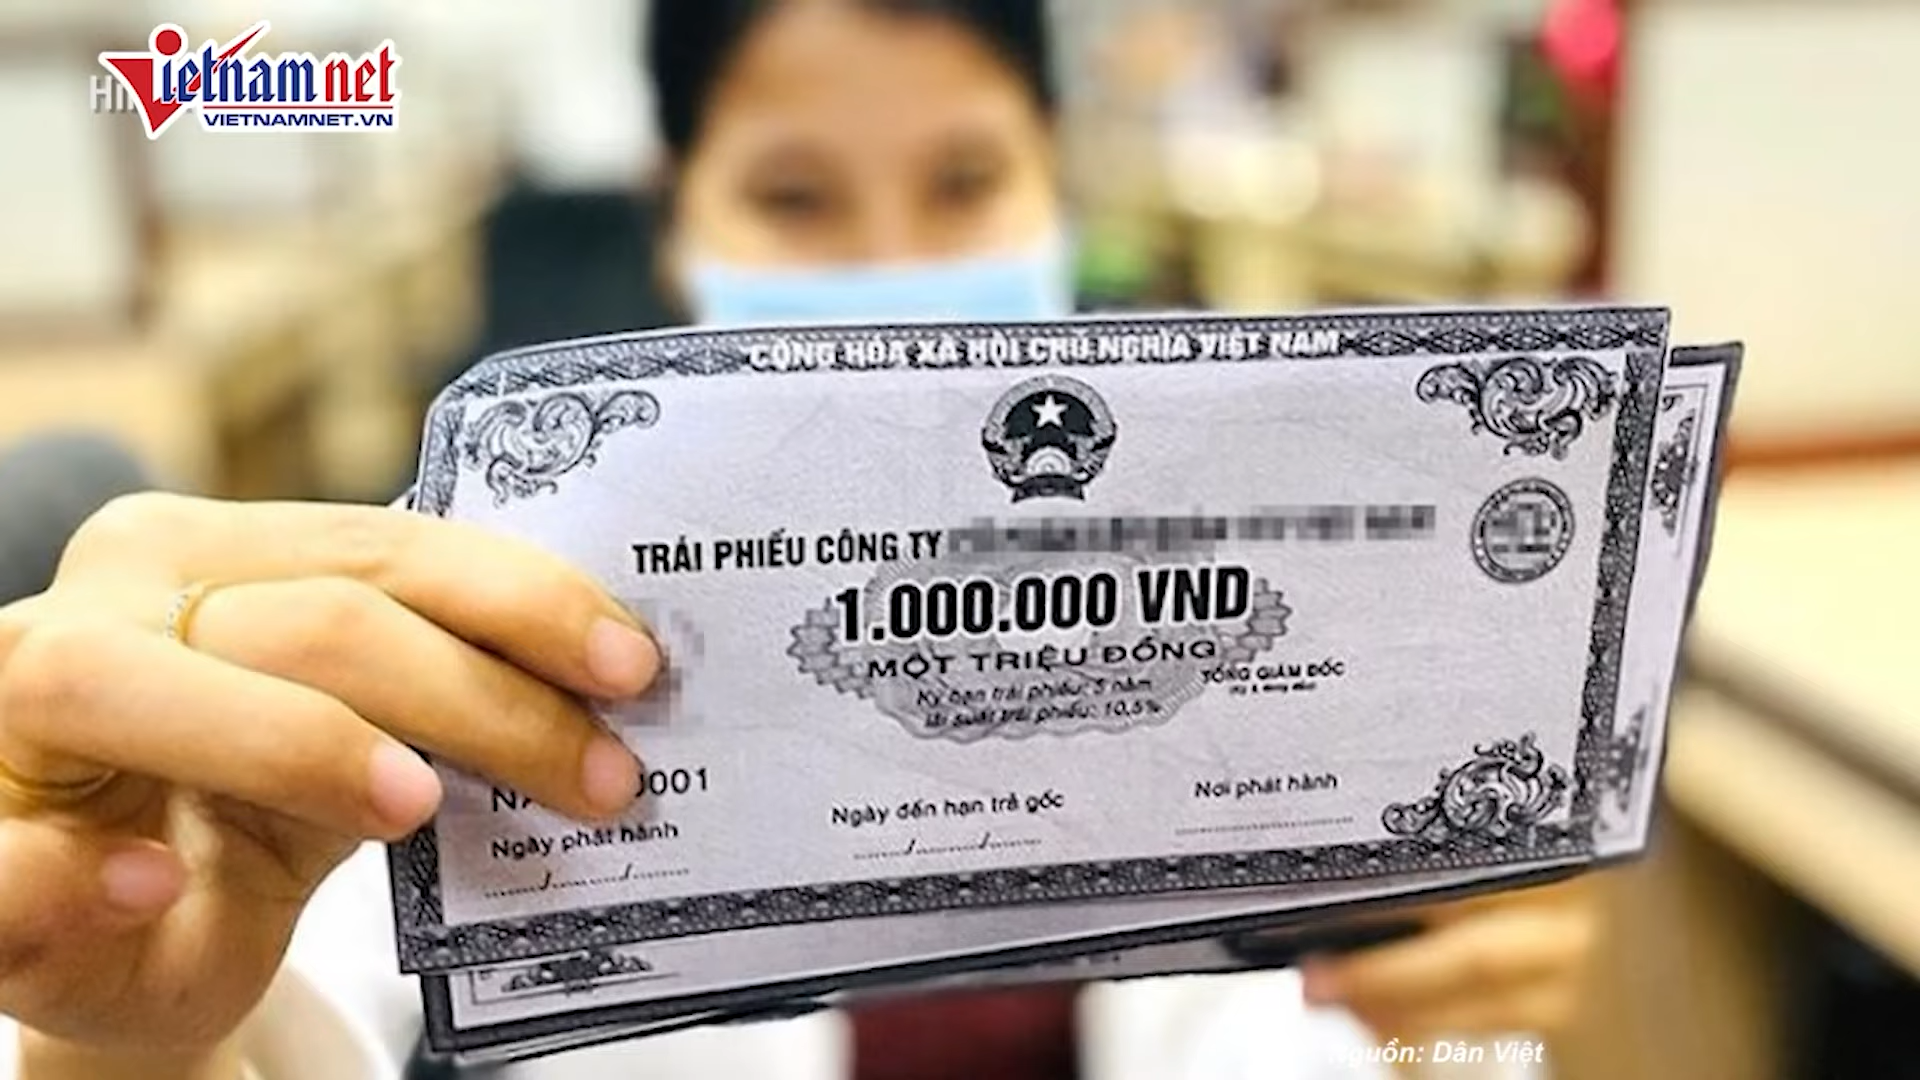 Vietnamnet
VIETNAMNET.VN
CỘNG HÒA XÃ HỘI CHỦ NGHĨA VIỆT NAM
TRÁI PHIẾU CÔNG TY
1.000.000 VND
MỘT TRIỆU ĐỒNG
Kỳ hạn trái phiếu: 5 năm
lãi suất trái phiếu: 10,5%
TỔNG GIÁM ĐỐC
0001
Ngày phát hành
Ngày đến hạn trả gốc
Nơi phát hành
Nguồn: Dân Việt